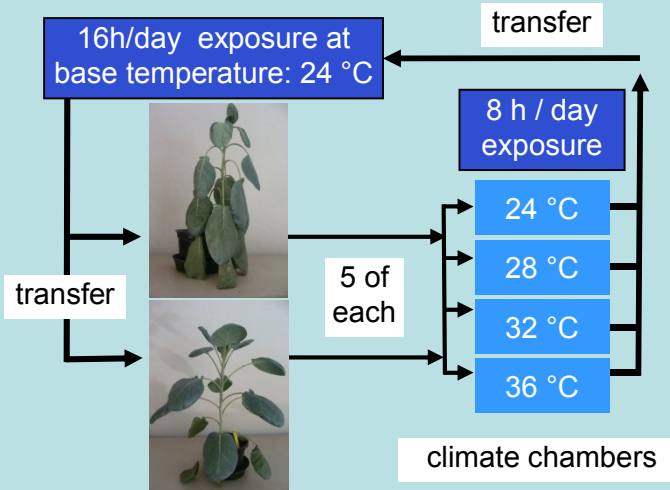 transfer
16h/day exposure at
base temperature: 24 °C
8 h / day
exposure
24 °C
28 °C
32 °C
36 °C
5 of
each
transfer
climate chambers